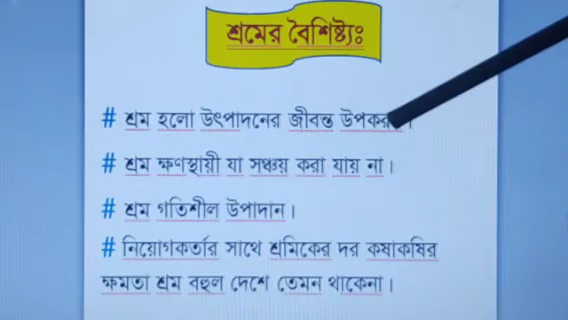 শ্রমের বৈশিষ্ট্যঃ
# শ্রম হলো উৎপাদনের জীবন্ত
# শ্রম ক্ষণস্থায়ী যা সঞ্চয় করা যায় না।
# শ্রম গতিশীল উপাদান।
# নিয়োগকর্তার সাথে শ্রমিকের দর কষাকষির
ক্ষমতা শ্রম বহুল দেশে তেমন থাকেনা।